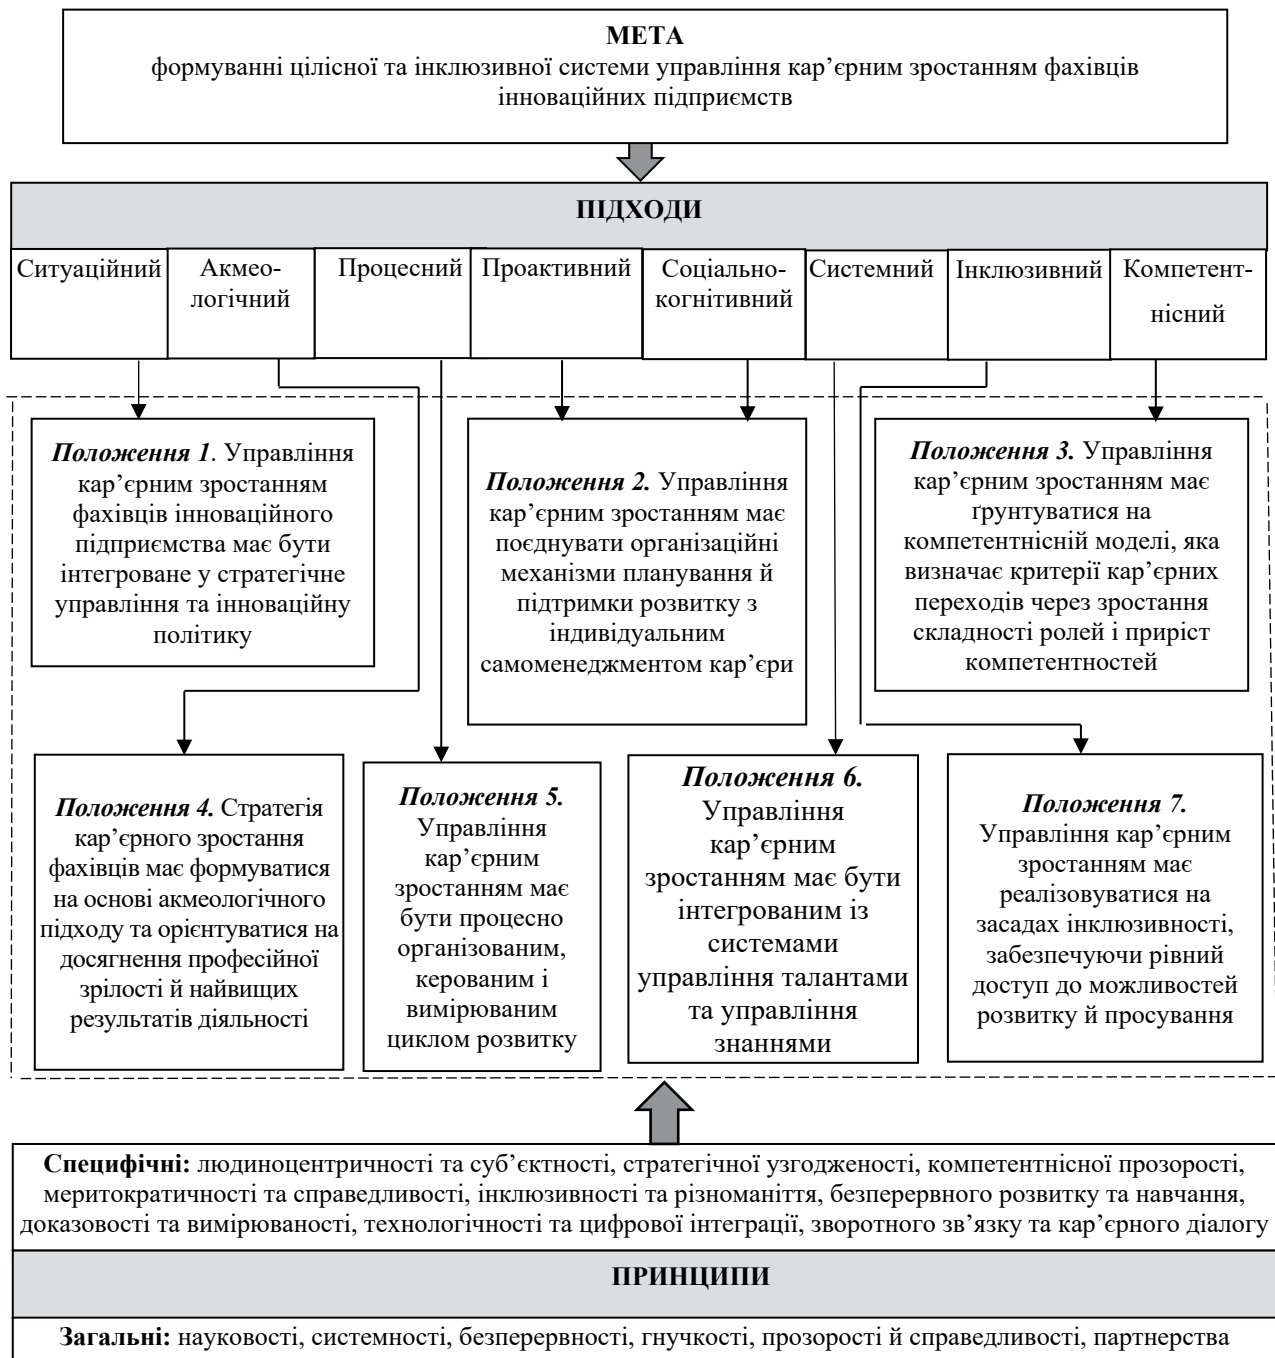 МЕТА
формуванні цілісної та інклюзивної системи управління кар’єрним зростанням фахівців
інноваційних підприємств
ПІДХОДИ
Ситуаційний
Акмео-
логічний
Процесний
Проактивний
Соціально-
когнітивний
Системний
Інклюзивний
Компетент-
нісний
Положення 1. Управління
кар’єрним зростанням
фахівців інноваційного
підприємства має бути
інтегроване у стратегічне
управління та інноваційну
політику
Положення 2. Управління
кар’єрним зростанням має
поєднувати організаційні
механізми планування й
підтримки розвитку з
індивідуальним
самоменеджментом кар’єри
Положення 3. Управління
кар’єрним зростанням має
ґрунтуватися на
компетентнісній моделі, яка
визначає критерії кар’єрних
переходів через зростання
складності ролей і приріст
компетентностей
Положення 4. Стратегія
кар’єрного зростання
фахівців має формуватися
на основі акмеологічного
підходу та орієнтуватися на
досягнення професійної
зрілості й найвищих
результатів діяльності
Положення 5.
Управління
кар’єрним
зростанням має
бути процесно
організованим,
керованим і
вимірюваним
циклом розвитку
Положення 6.
Управління
кар’єрним
зростанням має бути
інтегрованим із
системами
управління талантами
та управління
знаннями
Положення 7.
Управління кар’єрним
зростанням має
реалізовуватися на
засадах інклюзивності,
забезпечуючи рівний
доступ до можливостей
розвитку й просування
Специфічні: людиноцентричності та суб’єктності, стратегічної узгодженості, компетентнісної прозорості,
меритократичності та справедливості, інклюзивності та різноманіття, безперервного розвитку та навчання,
доказовості та вимірюваності, технологічності та цифрової інтеграції, зворотного зв’язку та кар’єрного діалогу
ПРИНЦИПИ
Загальні: науковості, системності, безперервності, гнучкості, прозорості й справедливості, партнерства